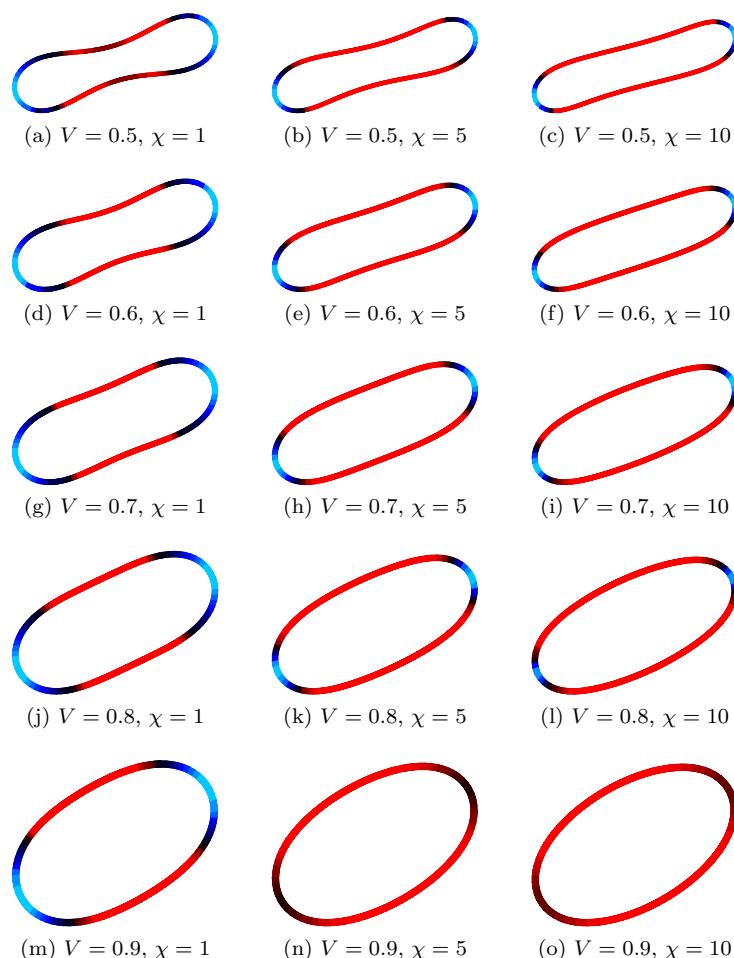 (a) V = 0.5, χ = 1
(b) V = 0.5, χ = 5
(c) V = 0.5, χ = 10
(d) V = 0.6, χ = 1
(e) V = 0.6, χ = 5
(f) V = 0.6, χ = 10
(g) V = 0.7, χ = 1
(h) V = 0.7, χ = 5
(i) V = 0.7, χ = 10
(j) V = 0.8, χ = 1
(k) V = 0.8, χ = 5
(l) V = 0.8, χ = 10
(m) V = 0.9, χ = 1
(n) V = 0.9, χ = 5
(o) V = 0.9, χ = 10